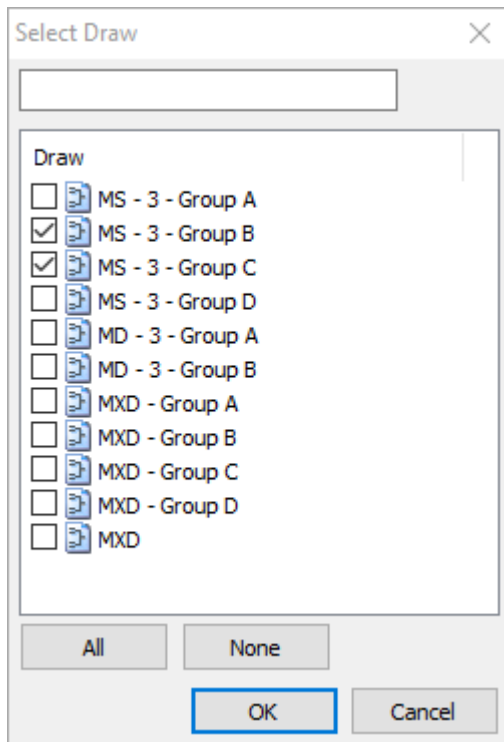 Select Draw
Draw
MS - 3 - Group A
MS - 3 - Group B
MS - 3 - Group C
MS - 3 - Group D
MD - 3 - Group A
MD - 3 - Group B
MXD - Group A
MXD - Group B
MXD - Group C
MXD - Group D
MXD
All None
OK Cancel